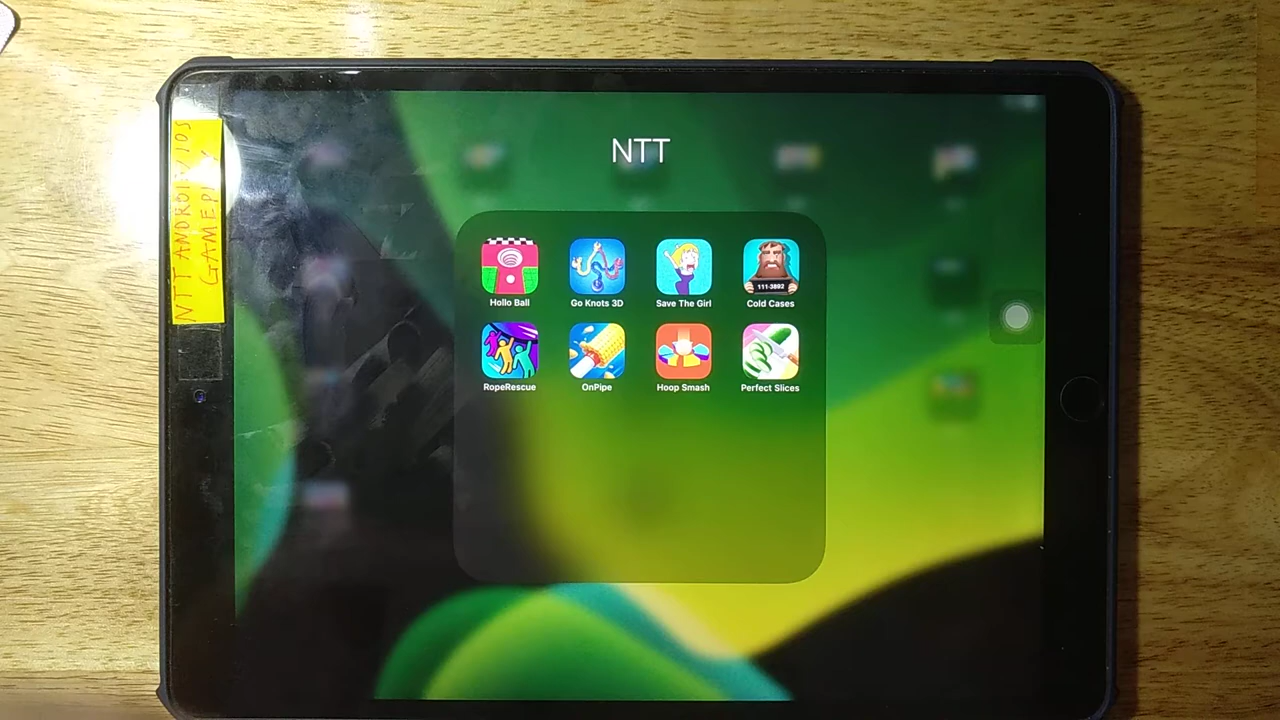 NTT ANDROID/IOS
GAMEPLAY
NTT
Hollo Ball
Go Knots 3D
Save The Girl
Cold Cases
111-3892
RopeRescue
OnPipe
Hoop Smash
Perfect Slices